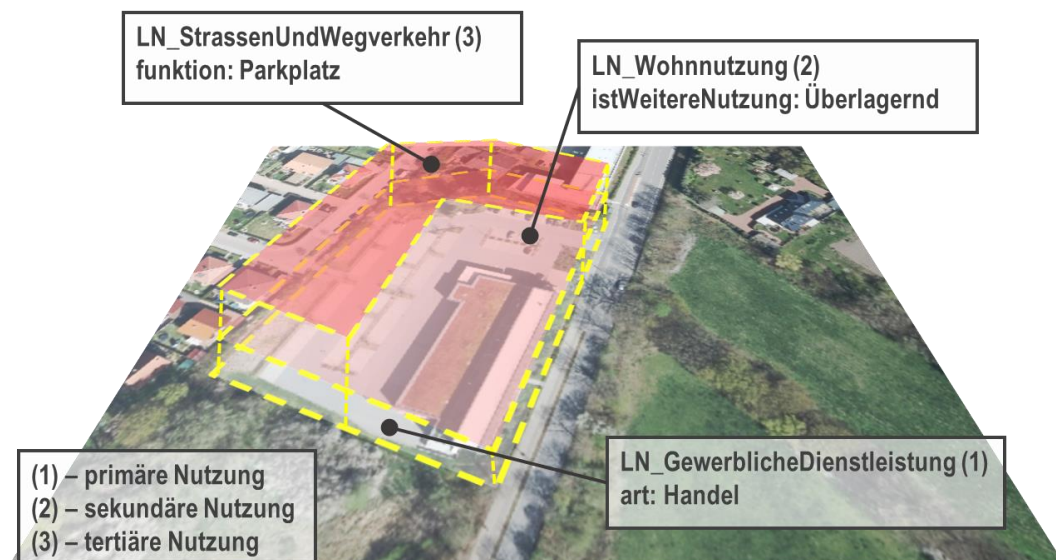 LN_StrassenUndWegverkehr (3)
funktion: Parkplatz
LN_Wohnnutzung (2)
istWeitereNutzung: Überlagernd
LN_GewerblicheDienstleistung (1)
art: Handel
(1) – primäre Nutzung
(2) – sekundäre Nutzung
(3) – tertiäre Nutzung